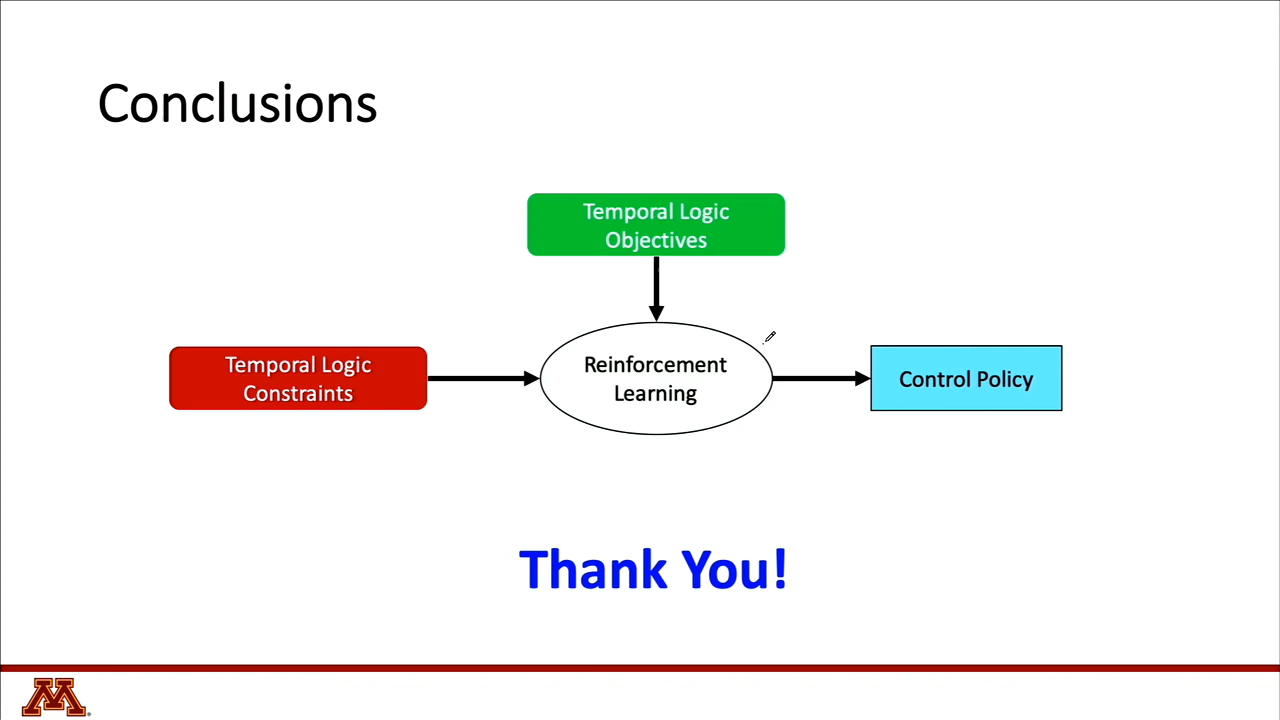 Conclusions
Temporal Logic
Objectives
Temporal Logic
Constraints
Reinforcement
Learning
Control Policy
Thank You!
M